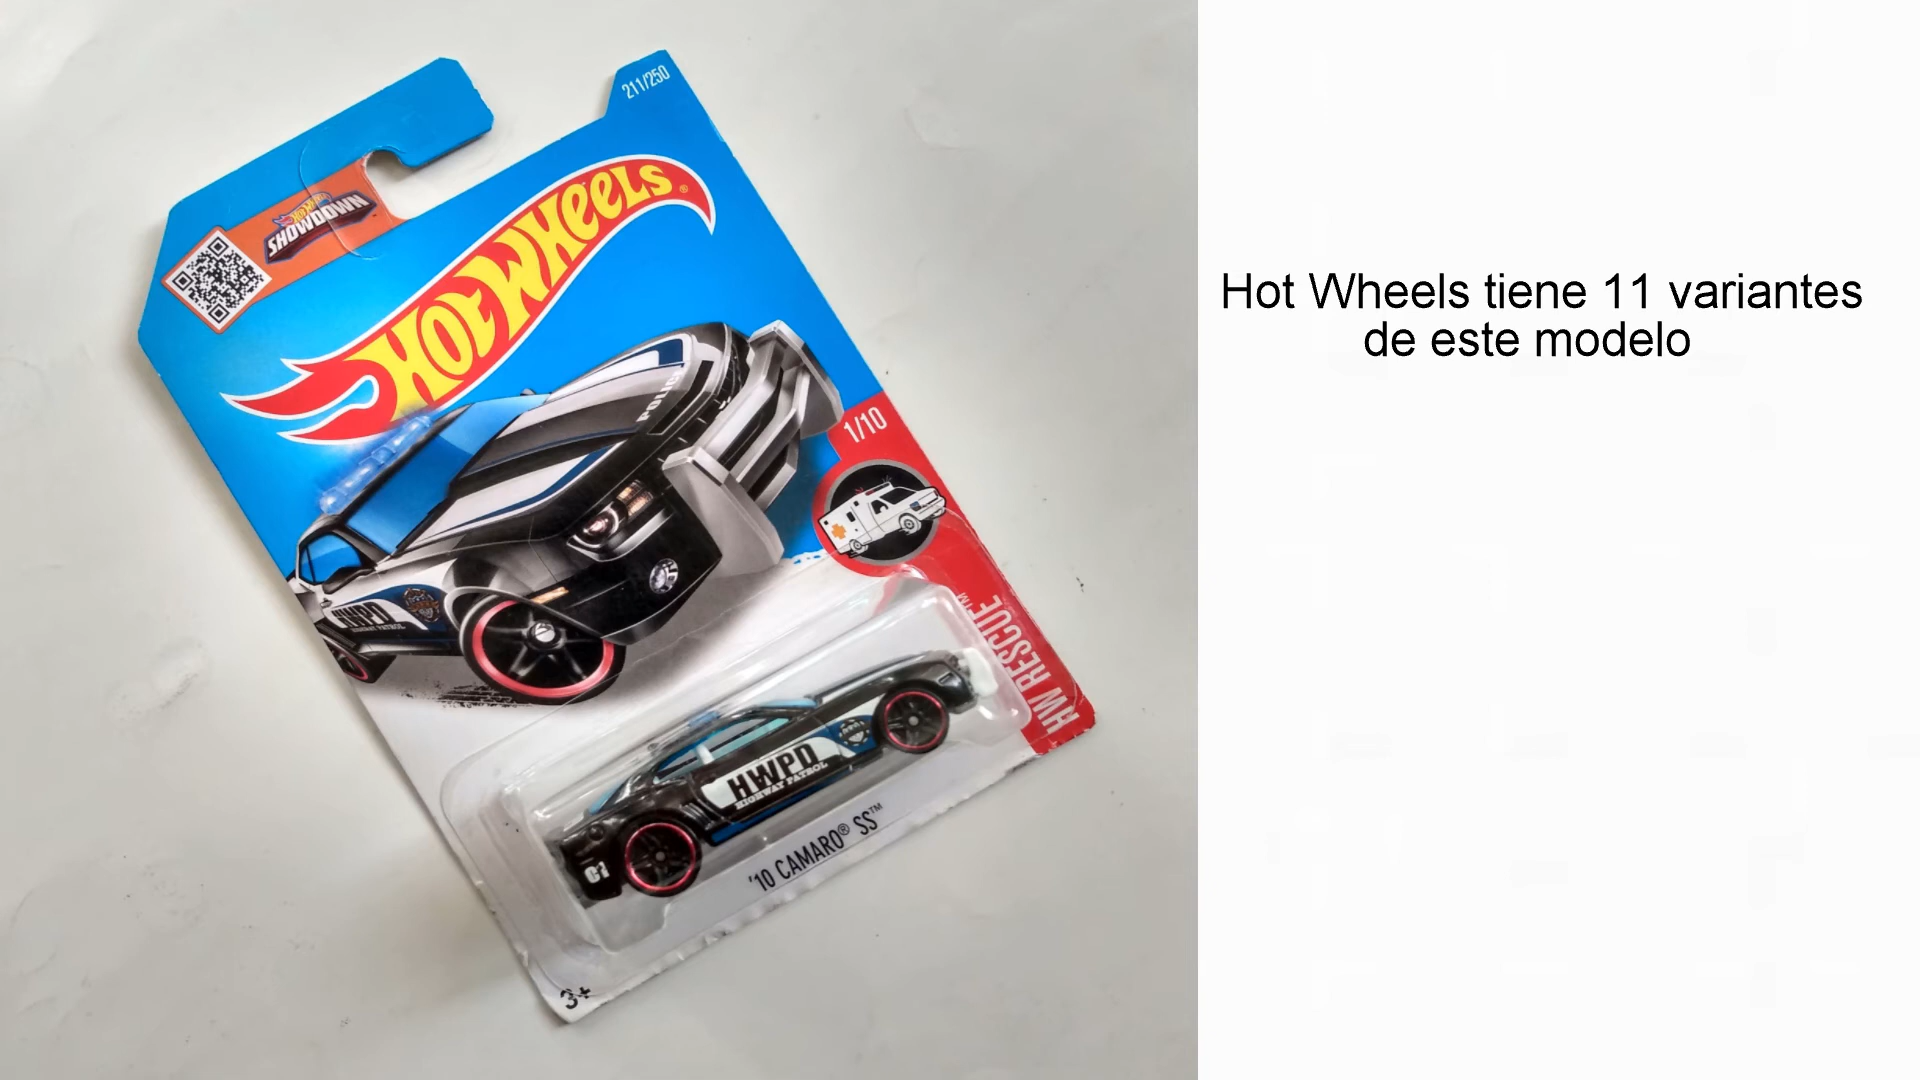 211/250
HOT WHEELS
SHOWDOWN
HOT WHEELS®
POLICE
1/10
HWPD
HW RESCUE™
HWPD
HIGHWAY PATROL
'10 CAMARO® SS™
3+
Hot Wheels tiene 11 variantes
de este modelo